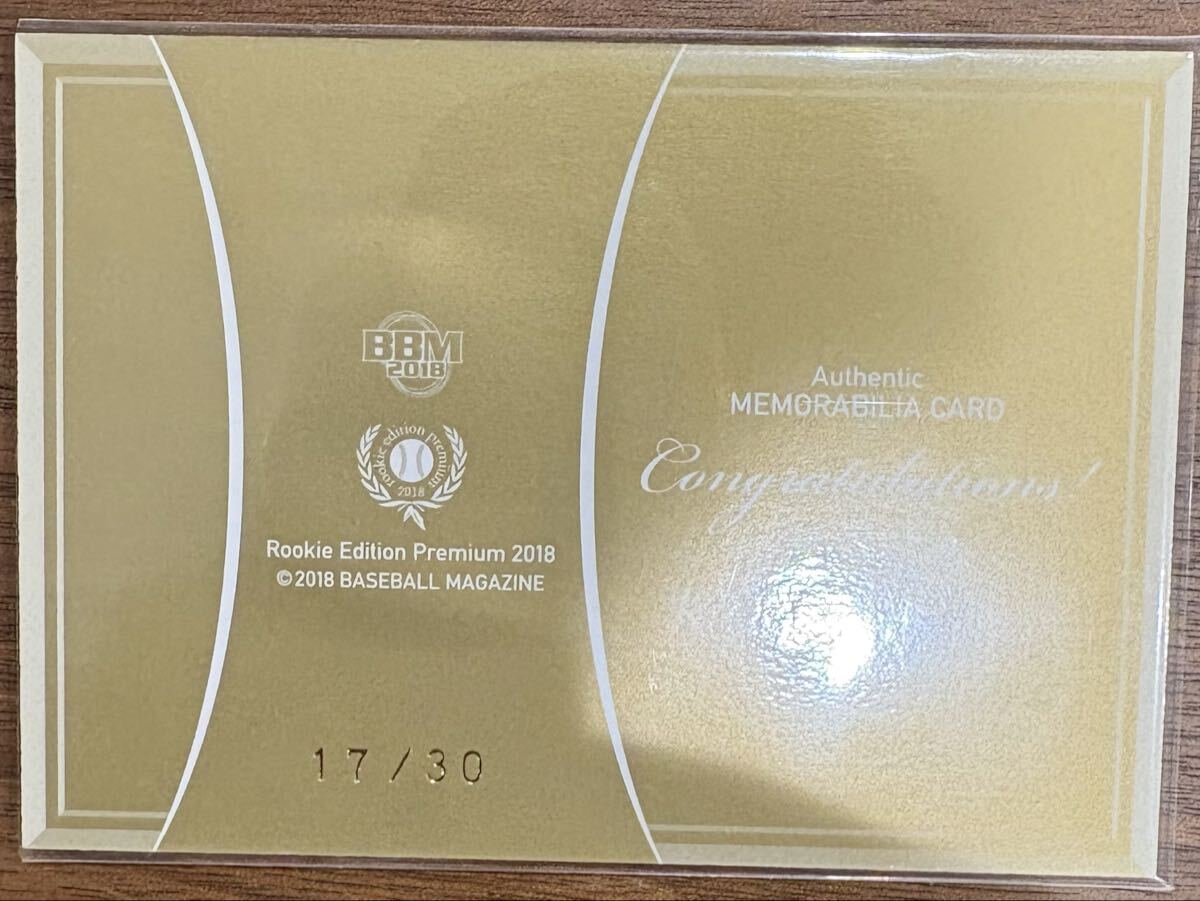 BBM
2018
rookie edition premium
2018
Rookie Edition Premium 2018
©2018 BASEBALL MAGAZINE
17/30
Authentic
MEMORABILIA CARD
Congratulations!